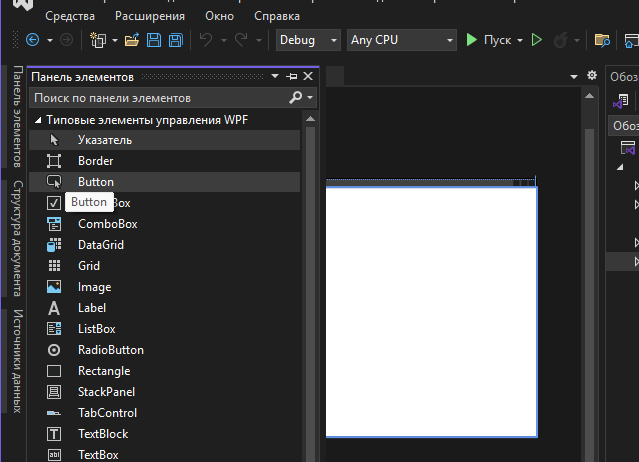 Средства Расширения Окно Справка
Debug Any CPU Пуск
Панель элементов
Поиск по панели элементов
Типовые элементы управления WPF
Указатель
Border
Button
Button
ComboBox
DataGrid
Grid
Image
Label
ListBox
RadioButton
Rectangle
StackPanel
TabControl
TextBlock
TextBox
Панель элементов
Структура документа
Источники данных
Обоз
Обоз